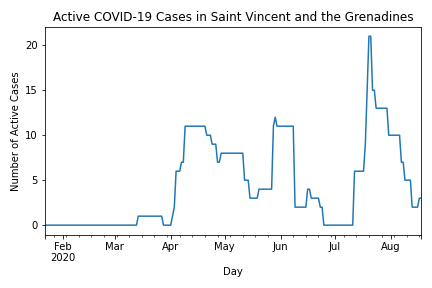 Active COVID-19 Cases in Saint Vincent and the Grenadines
Number of Active Cases
20
15
10
5
0
Feb Mar Apr May Jun Jul Aug
2020
Day